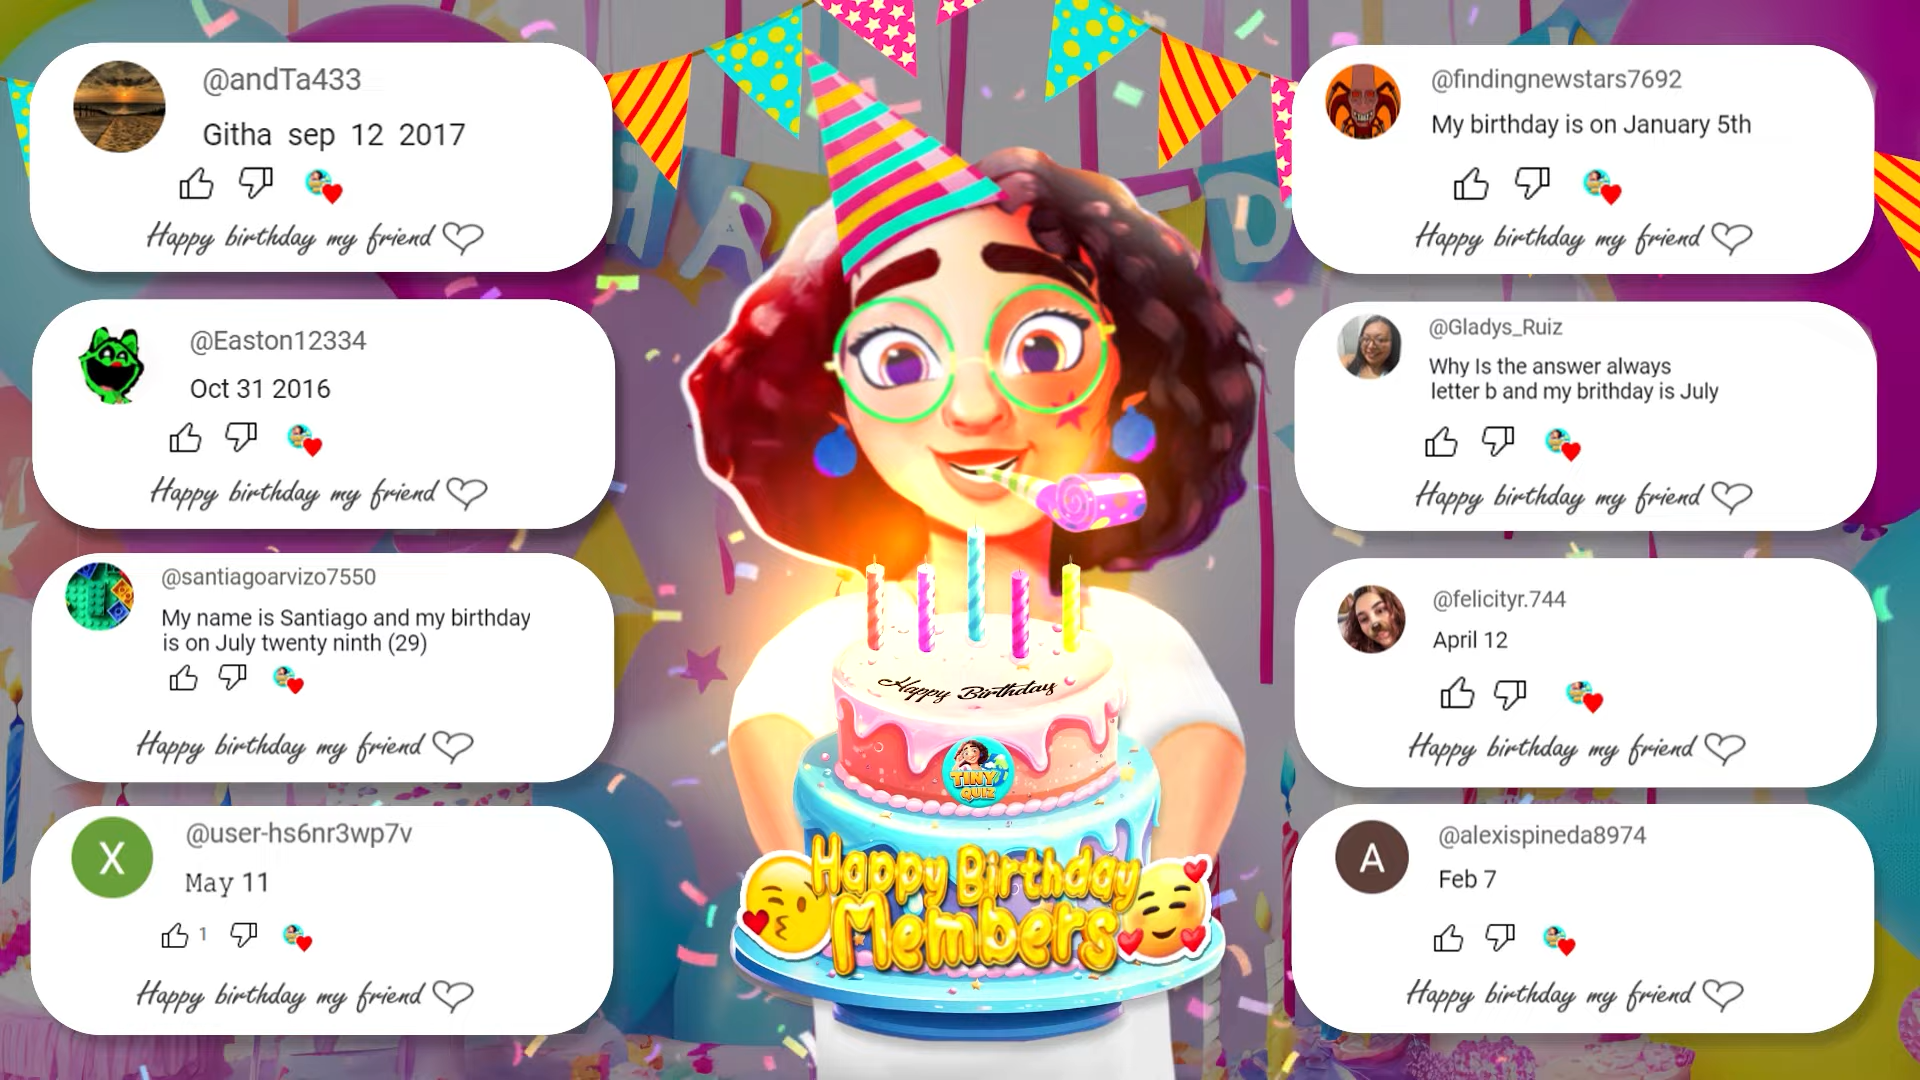 @andTa433
Githa sep 12 2017
Happy birthday my friend
@Easton12334
Oct 31 2016
Happy birthday my friend
@santiagoarvizo7550
My name is Santiago and my birthday
is on July twenty ninth (29)
Happy birthday my friend
X
@user-hs6nr3wp7v
May 11
1
Happy birthday my friend
HA
D
Happy Birthday
TINY
QUIZ
Happy Birthday
Members
@findingnewstars7692
My birthday is on January 5th
Happy birthday my friend
@Gladys_Ruiz
Why Is the answer always
letter b and my brithday is July
Happy birthday my friend
@felicityr.744
April 12
Happy birthday my friend
A
@alexispineda8974
Feb 7
Happy birthday my friend